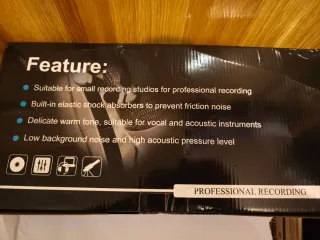 Feature:
Suitable for small recording studios for professional recording
Built-in elastic shock absorbers to prevent friction noise
Delicate warm tone, suitable for vocal and acoustic instruments
Low background noise and high acoustic pressure level
PROFESSIONAL RECORDING